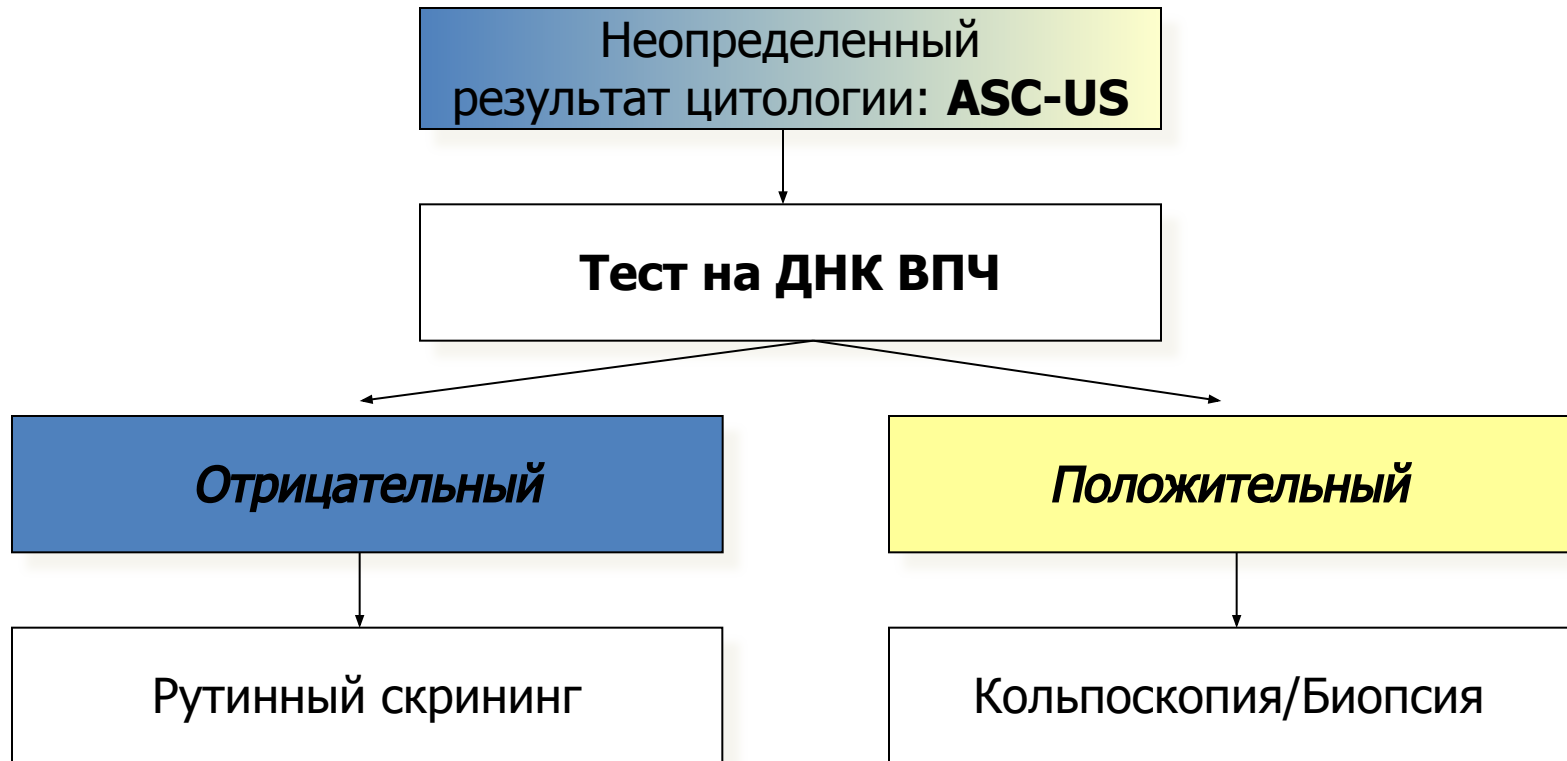 Неопределенный
результат цитологии: ASC-US
Тест на ДНК ВПЧ
Отрицательный
Положительный
Рутинный скрининг
Кольпоскопия/Биопсия